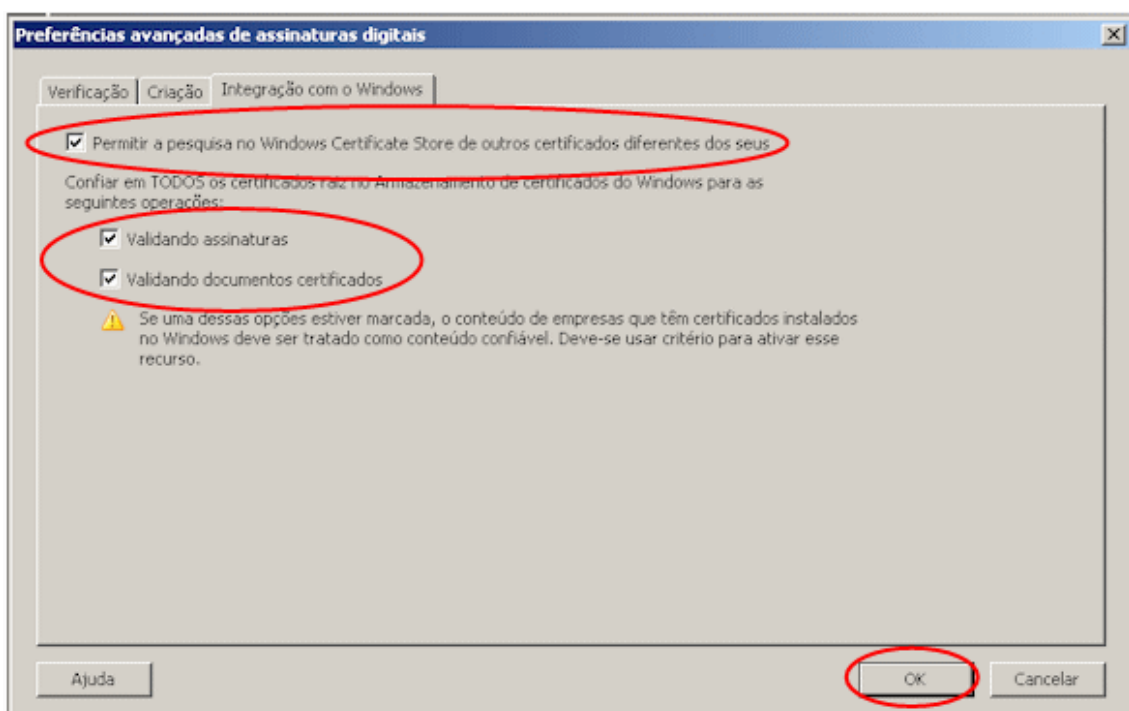 Preferências avançadas de assinaturas digitais
Verificação Criação Integração com o Windows
Permitir a pesquisa no Windows Certificate Store de outros certificados diferentes dos seus
Confiar em TODOS os certificados raiz no Armazenamento de certificados do Windows para as
seguintes operações:
Validando assinaturas
Validando documentos certificados
Se uma dessas opções estiver marcada, o conteúdo de empresas que têm certificados instalados
no Windows deve ser tratado como conteúdo confiável. Deve-se usar critério para ativar esse
recurso.
Ajuda OK Cancelar